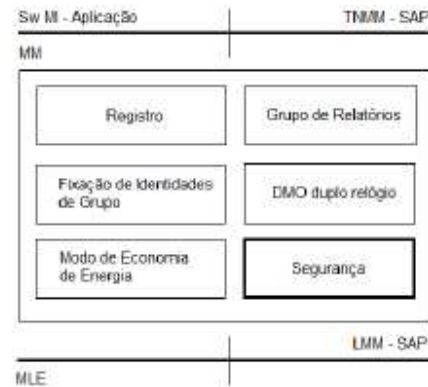 Sw MI - Aplicação
TNMM - SAP
MM
Registro
Grupo de Relatórios
Fixação de Identidades
de Grupo
DMO duplo relógio
Modo de Economia
de Energia
Segurança
LMM - SAP
MLE